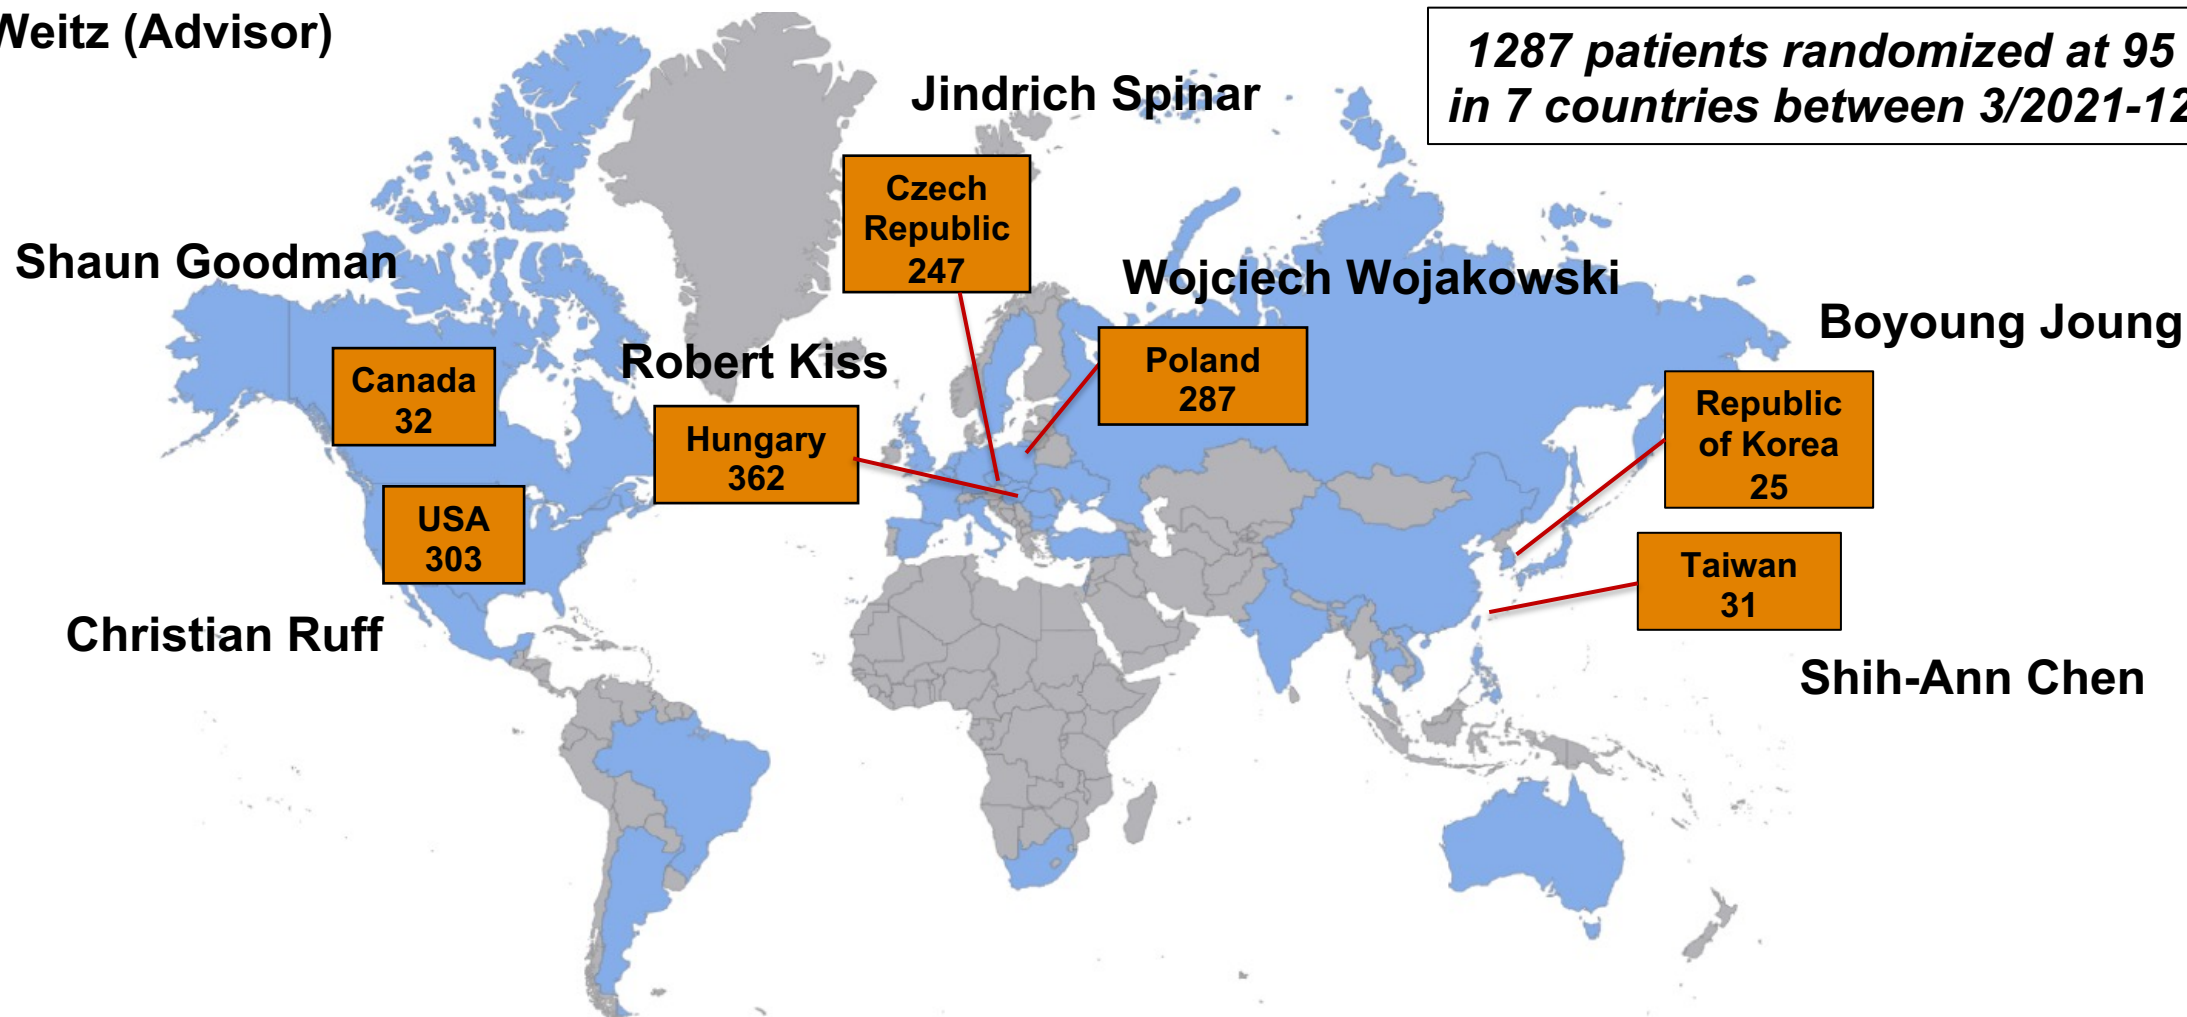 Weitz (Advisor)
1287 patients randomized at 95
in 7 countries between 3/2021-12
Jindrich Spinar
Czech
Republic
247
Shaun Goodman
Wojciech Wojakowski
Boyoung Joung
Robert Kiss
Canada
32
Poland
287
Republic
of Korea
25
Hungary
362
USA
303
Taiwan
31
Christian Ruff
Shih-Ann Chen